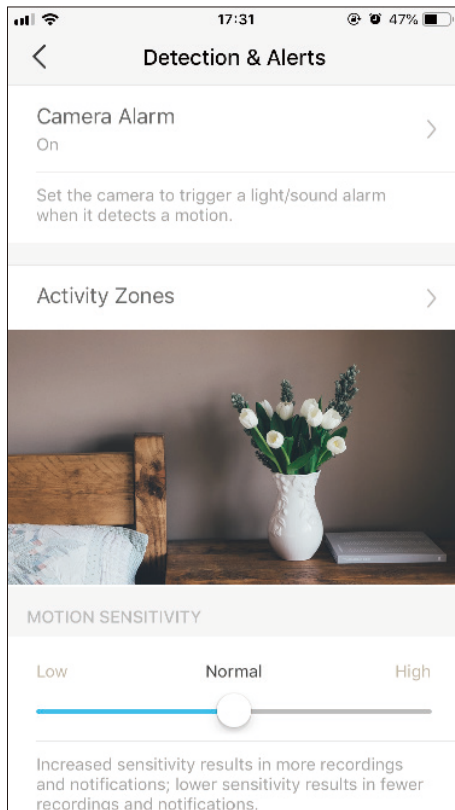 17:31 47%
Detection & Alerts
Camera Alarm
On
Set the camera to trigger a light/sound alarm
when it detects a motion.
Activity Zones
MOTION SENSITIVITY
Low Normal High
Increased sensitivity results in more recordings
and notifications; lower sensitivity results in fewer
recordings and notifications.